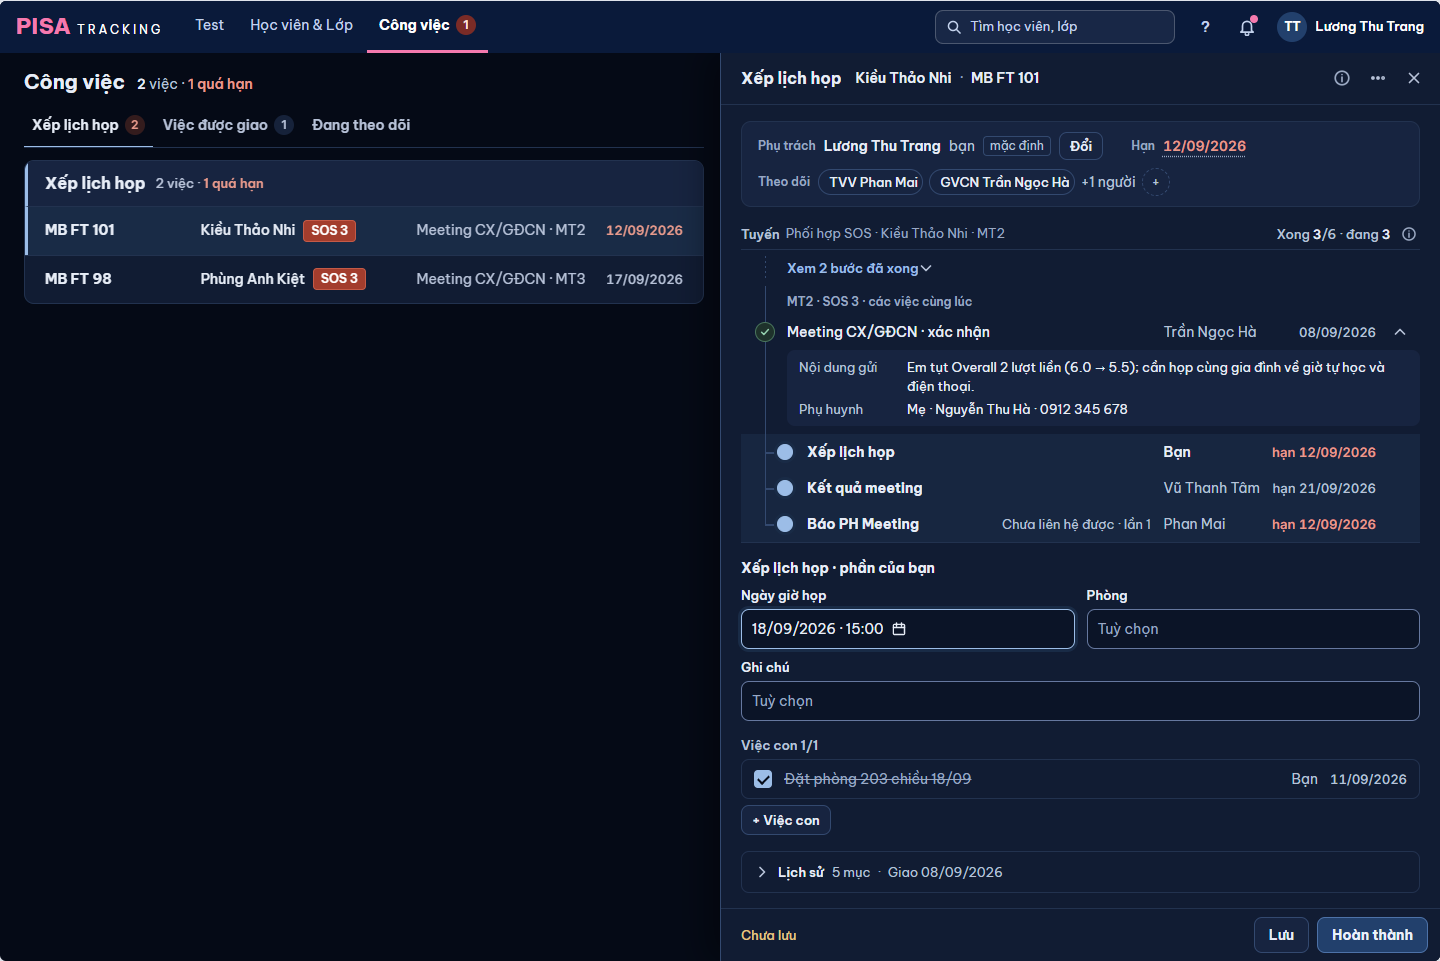 PISA TRACKING Test Học viên & Lớp Công việc 1 Tìm học viên, lớp ? TT Lương Thu Trang
Công việc 2 việc · 1 quá hạn
Xếp lịch họp 2 Việc được giao 1 Đang theo dõi
Xếp lịch họp 2 việc · 1 quá hạn
MB FT 101 Kiều Thảo Nhi SOS 3 Meeting CX/GĐCN · MT2 12/09/2026
MB FT 98 Phùng Anh Kiệt SOS 3 Meeting CX/GĐCN · MT3 17/09/2026
Xếp lịch họp Kiều Thảo Nhi · MB FT 101
Phụ trách Lương Thu Trang bạn mặc định Đổi Hạn 12/09/2026
Theo dõi TVV Phan Mai GVCN Trần Ngọc Hà +1 người +
Tuyến Phối hợp SOS · Kiều Thảo Nhi · MT2 Xong 3/6 · đang 3
Xem 2 bước đã xong
MT2 · SOS 3 · các việc cùng lúc
Meeting CX/GĐCN · xác nhận Trần Ngọc Hà 08/09/2026
Nội dung gửi Em tụt Overall 2 lượt liền (6.0 → 5.5); cần họp cùng gia đình về giờ tự học và
điện thoại.
Phụ huynh Mẹ · Nguyễn Thu Hà · 0912 345 678
Xếp lịch họp Bạn hạn 12/09/2026
Kết quả meeting Vũ Thanh Tâm hạn 21/09/2026
Báo PH Meeting Chưa liên hệ được · lần 1 Phan Mai hạn 12/09/2026
Xếp lịch họp · phần của bạn
Ngày giờ họp Phòng
18/09/2026 · 15:00 Tuỳ chọn
Ghi chú
Tuỳ chọn
Việc con 1/1
Đặt phòng 203 chiều 18/09 Bạn 11/09/2026
+ Việc con
Lịch sử 5 mục · Giao 08/09/2026
Chưa lưu Lưu Hoàn thành